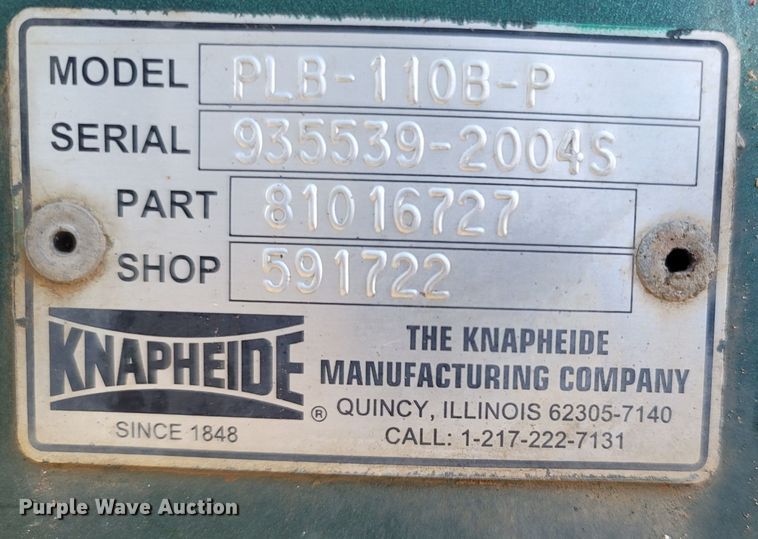 MODEL PLB-110B-P
SERIAL 935539-2004S
PART 81016727
SHOP 591722
KNAPHEIDE ®
SINCE 1848
THE KNAPHEIDE
MANUFACTURING COMPANY
QUINCY, ILLINOIS 62305-7140
CALL: 1-217-222-7131
Purple Wave Auction